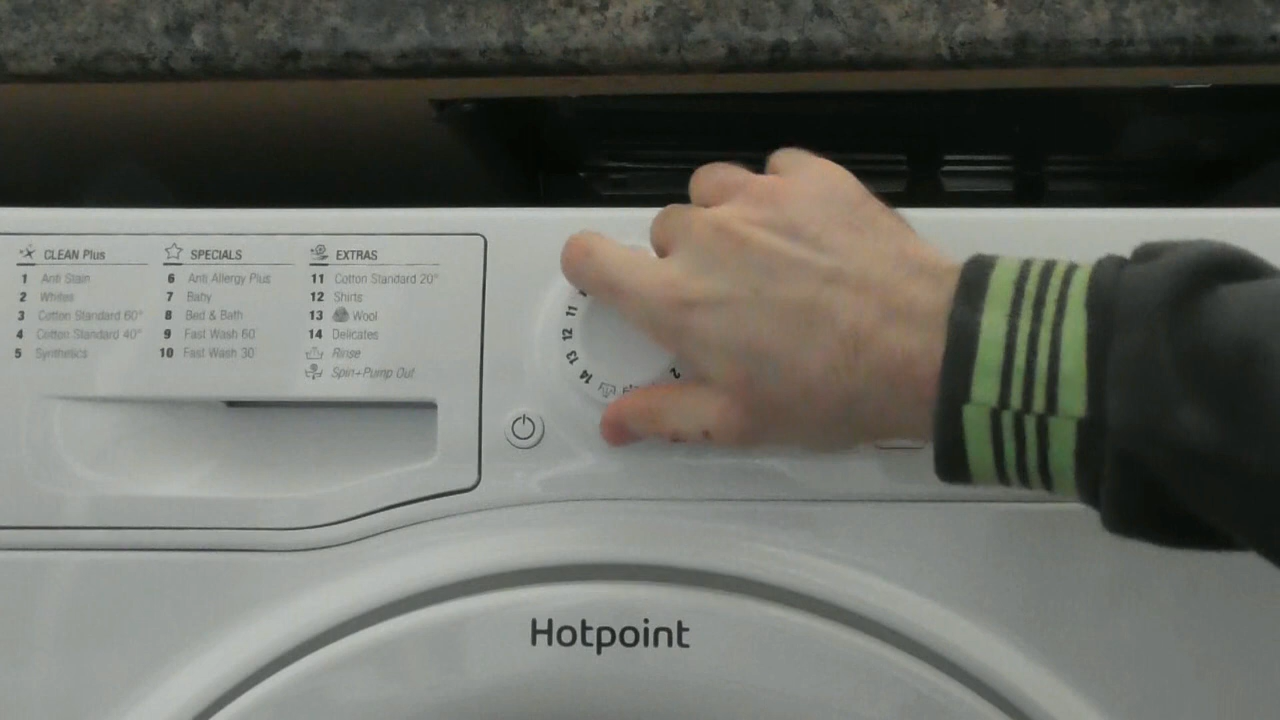 CLEAN Plus
1 Anti Stain
2 Whites
3 Cotton Standard 60°
4 Cotton Standard 40°
5 Synthetics
SPECIALS
6 Anti Allergy Plus
7 Baby
8 Bed & Bath
9 Fast Wash 60
10 Fast Wash 30
EXTRAS
11 Cotton Standard 20°
12 Shirts
13 Wool
14 Delicates
Rinse
Spin+Pump Out
11
12
13
14
2
Hotpoint